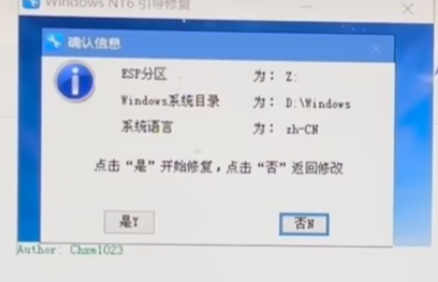 Windows NT6 引导修复
确认信息
ESP分区 为: Z:
Windows系统目录 为: D:\Windows
系统语言 为: zh-CN
点击“是”开始修复,点击“否”返回修改
是Y
否N
Author: Chxm1023